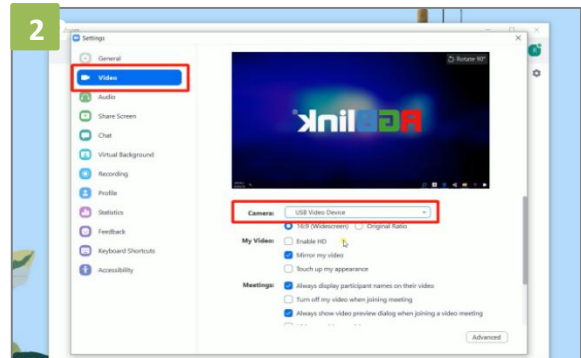 2
Settings
General
Video
Audio
Share Screen
Chat
Virtual Background
Recording
Profile
Statistics
Feedback
Keyboard Shortcuts
Accessibility
Rotate 90°
RGBlink
Camera: USB Video Device
16:9 (Widescreen) Original Ratio
My Video: Enable HD
Mirror my video
Touch up my appearance
Meetings: Always display participant names on their video
Turn off my video when joining meeting
Always show video preview dialog when joining a video meeting
Advanced